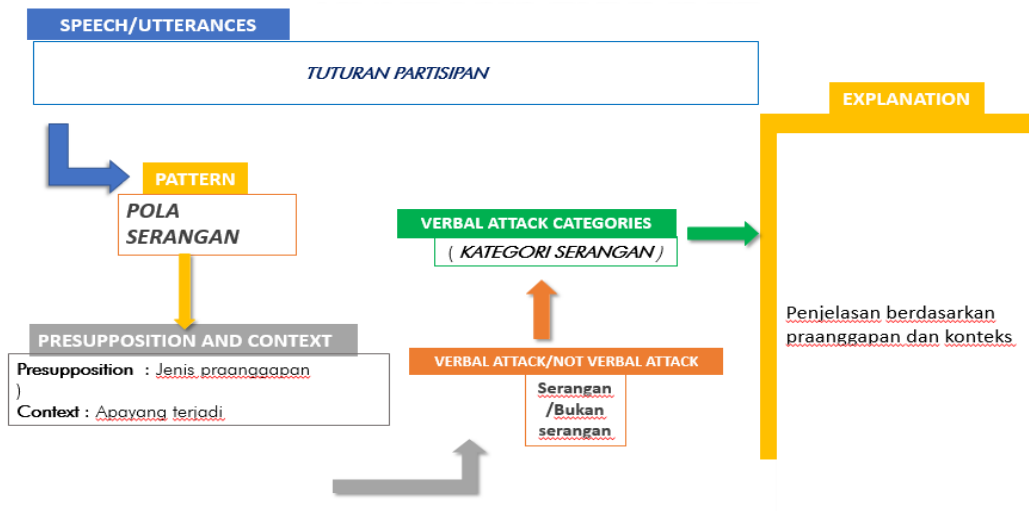 SPEECH/UTTERANCES
TUTURAN PARTISIPAN
EXPLANATION
PATTERN
POLA
SERANGAN
VERBAL ATTACK CATEGORIES
( KATEGORI SERANGAN )
Penjelasan berdasarkan
praanggapan dan konteks
PRESUPPOSITION AND CONTEXT
Presupposition : Jenis praanggapan
)
Context : Apayang terjadi
VERBAL ATTACK/NOT VERBAL ATTACK
Serangan
/Bukan
serangan